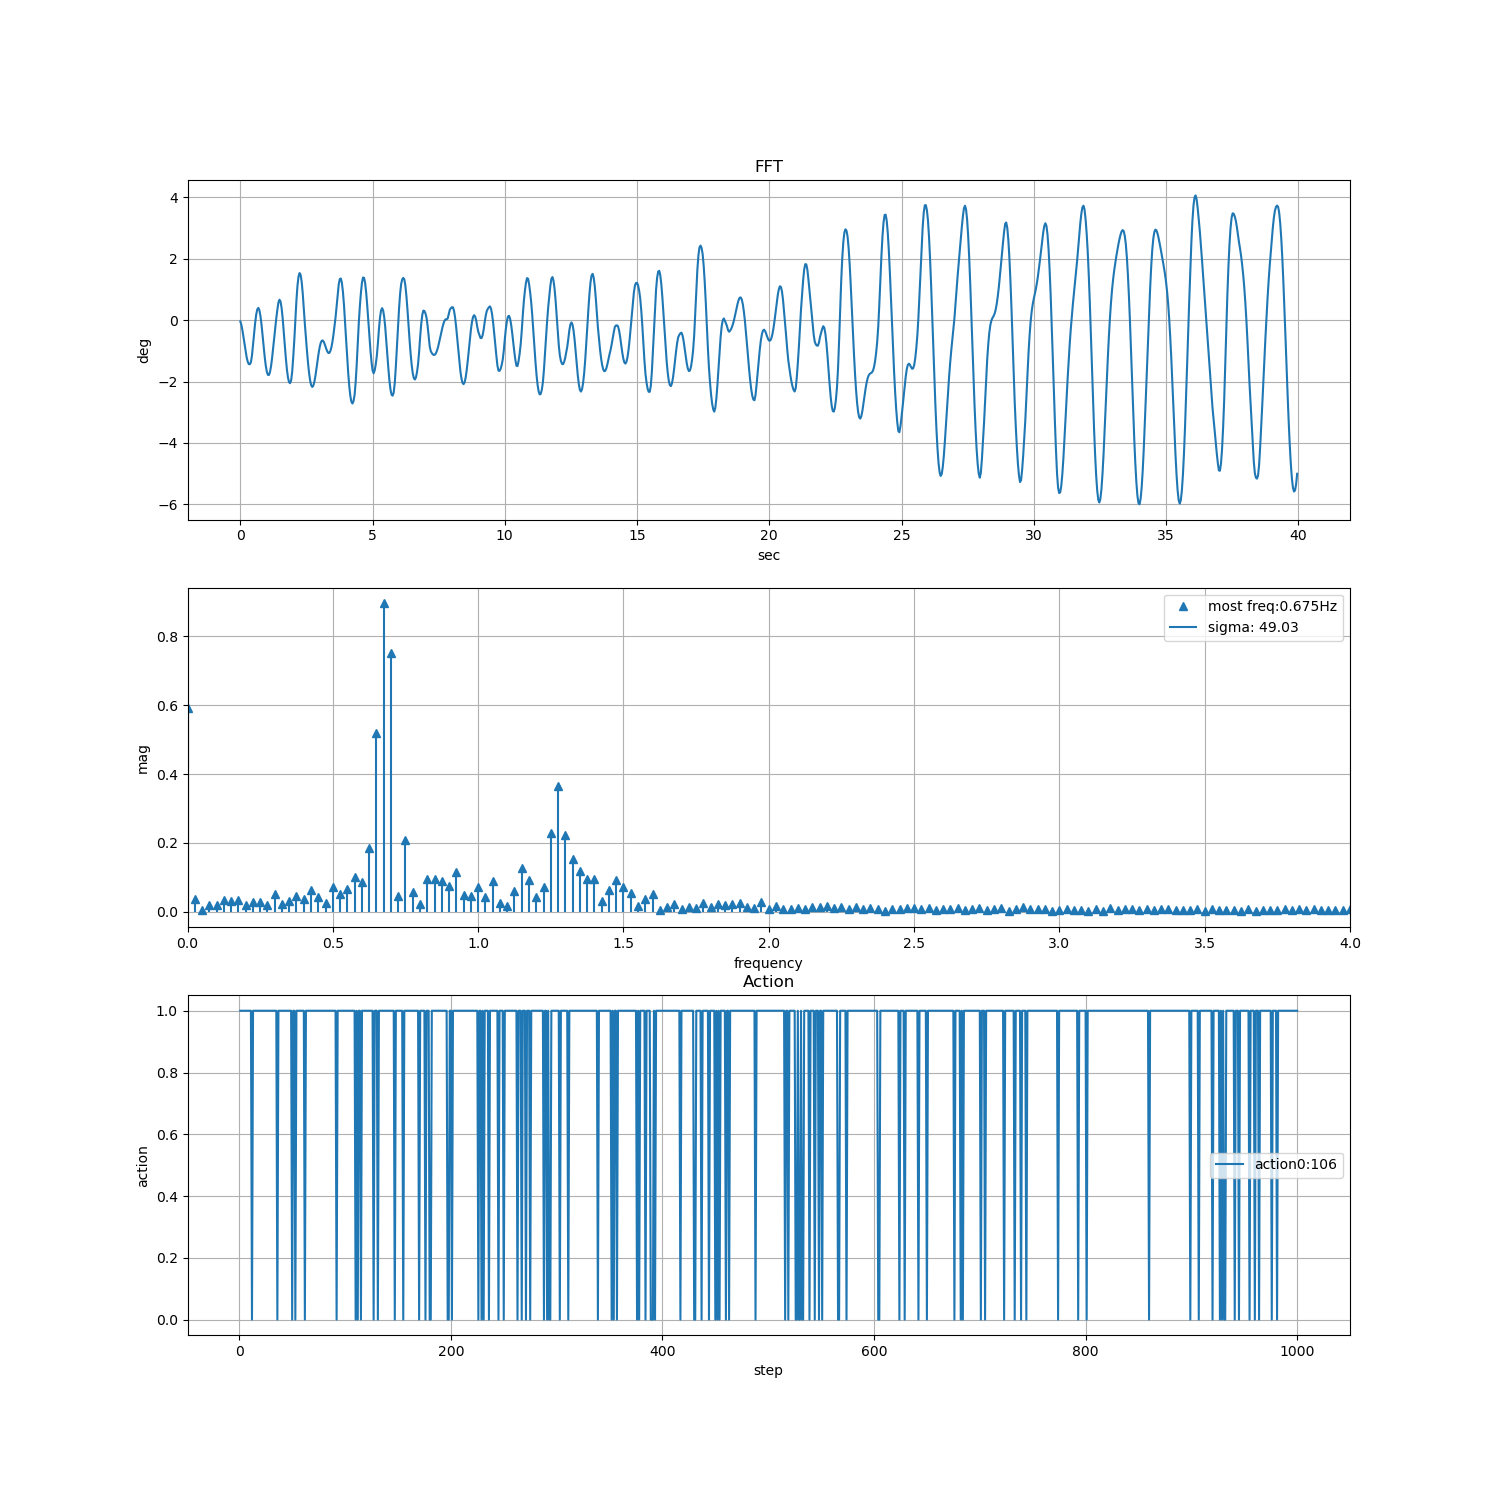 FFT
4
2
0
−2
−4
−6
deg
0 5 10 15 20 25 30 35 40
sec
most freq:0.675Hz
sigma: 49.03
0.8
0.6
0.4
0.2
0.0
mag
0.0 0.5 1.0 1.5 2.0 2.5 3.0 3.5 4.0
frequency
Action
1.0
0.8
0.6
0.4
0.2
0.0
action
action0:106
0 200 400 600 800 1000
step